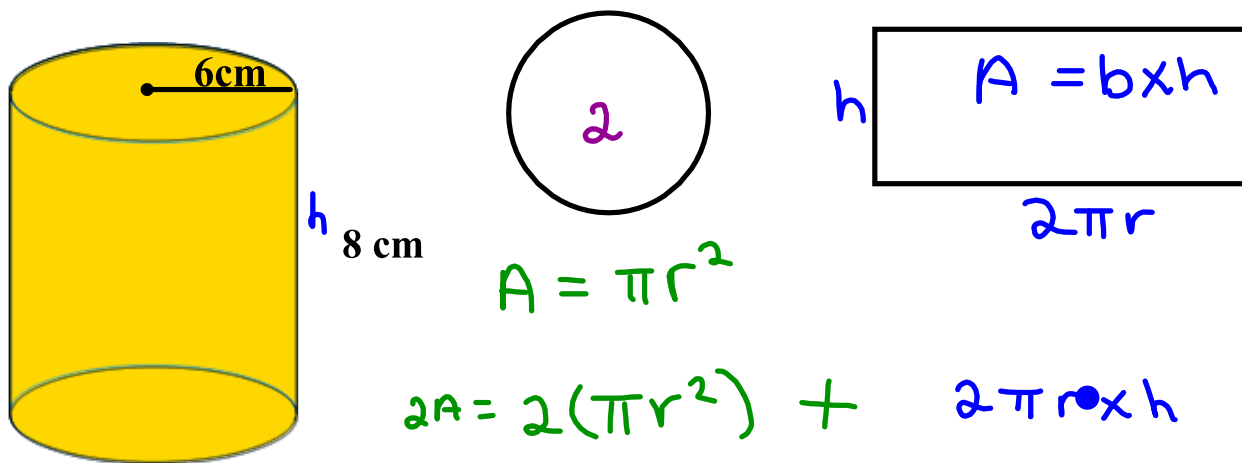 6cm
h 8 cm
2
A = πr²
h
A = b×h
2πr
2A = 2(πr²) + 2πr•×h